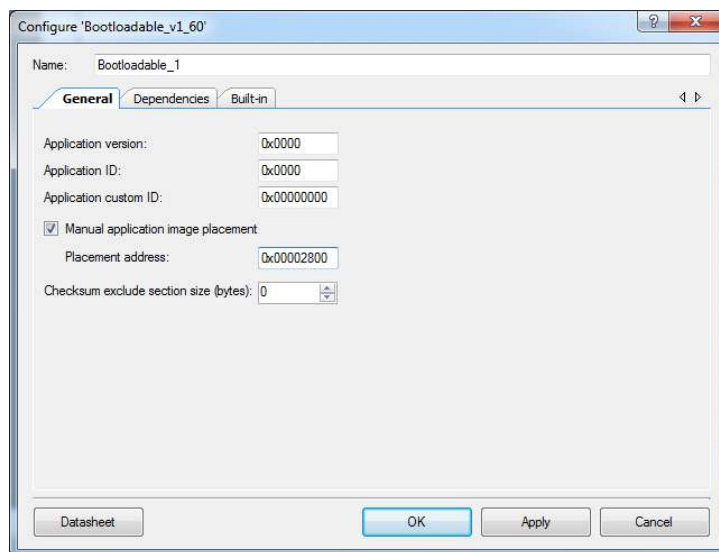 Configure 'Bootloadable_v1_60'
Name: Bootloadable_1
General Dependencies Built-in
Application version: 0x0000
Application ID: 0x0000
Application custom ID: 0x00000000
Manual application image placement
Placement address: 0x00002800
Checksum exclude section size (bytes): 0
Datasheet OK Apply Cancel